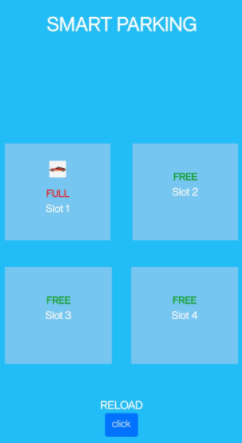 SMART PARKING
FULL
Slot 1
FREE
Slot 2
FREE
Slot 3
FREE
Slot 4
RELOAD
click